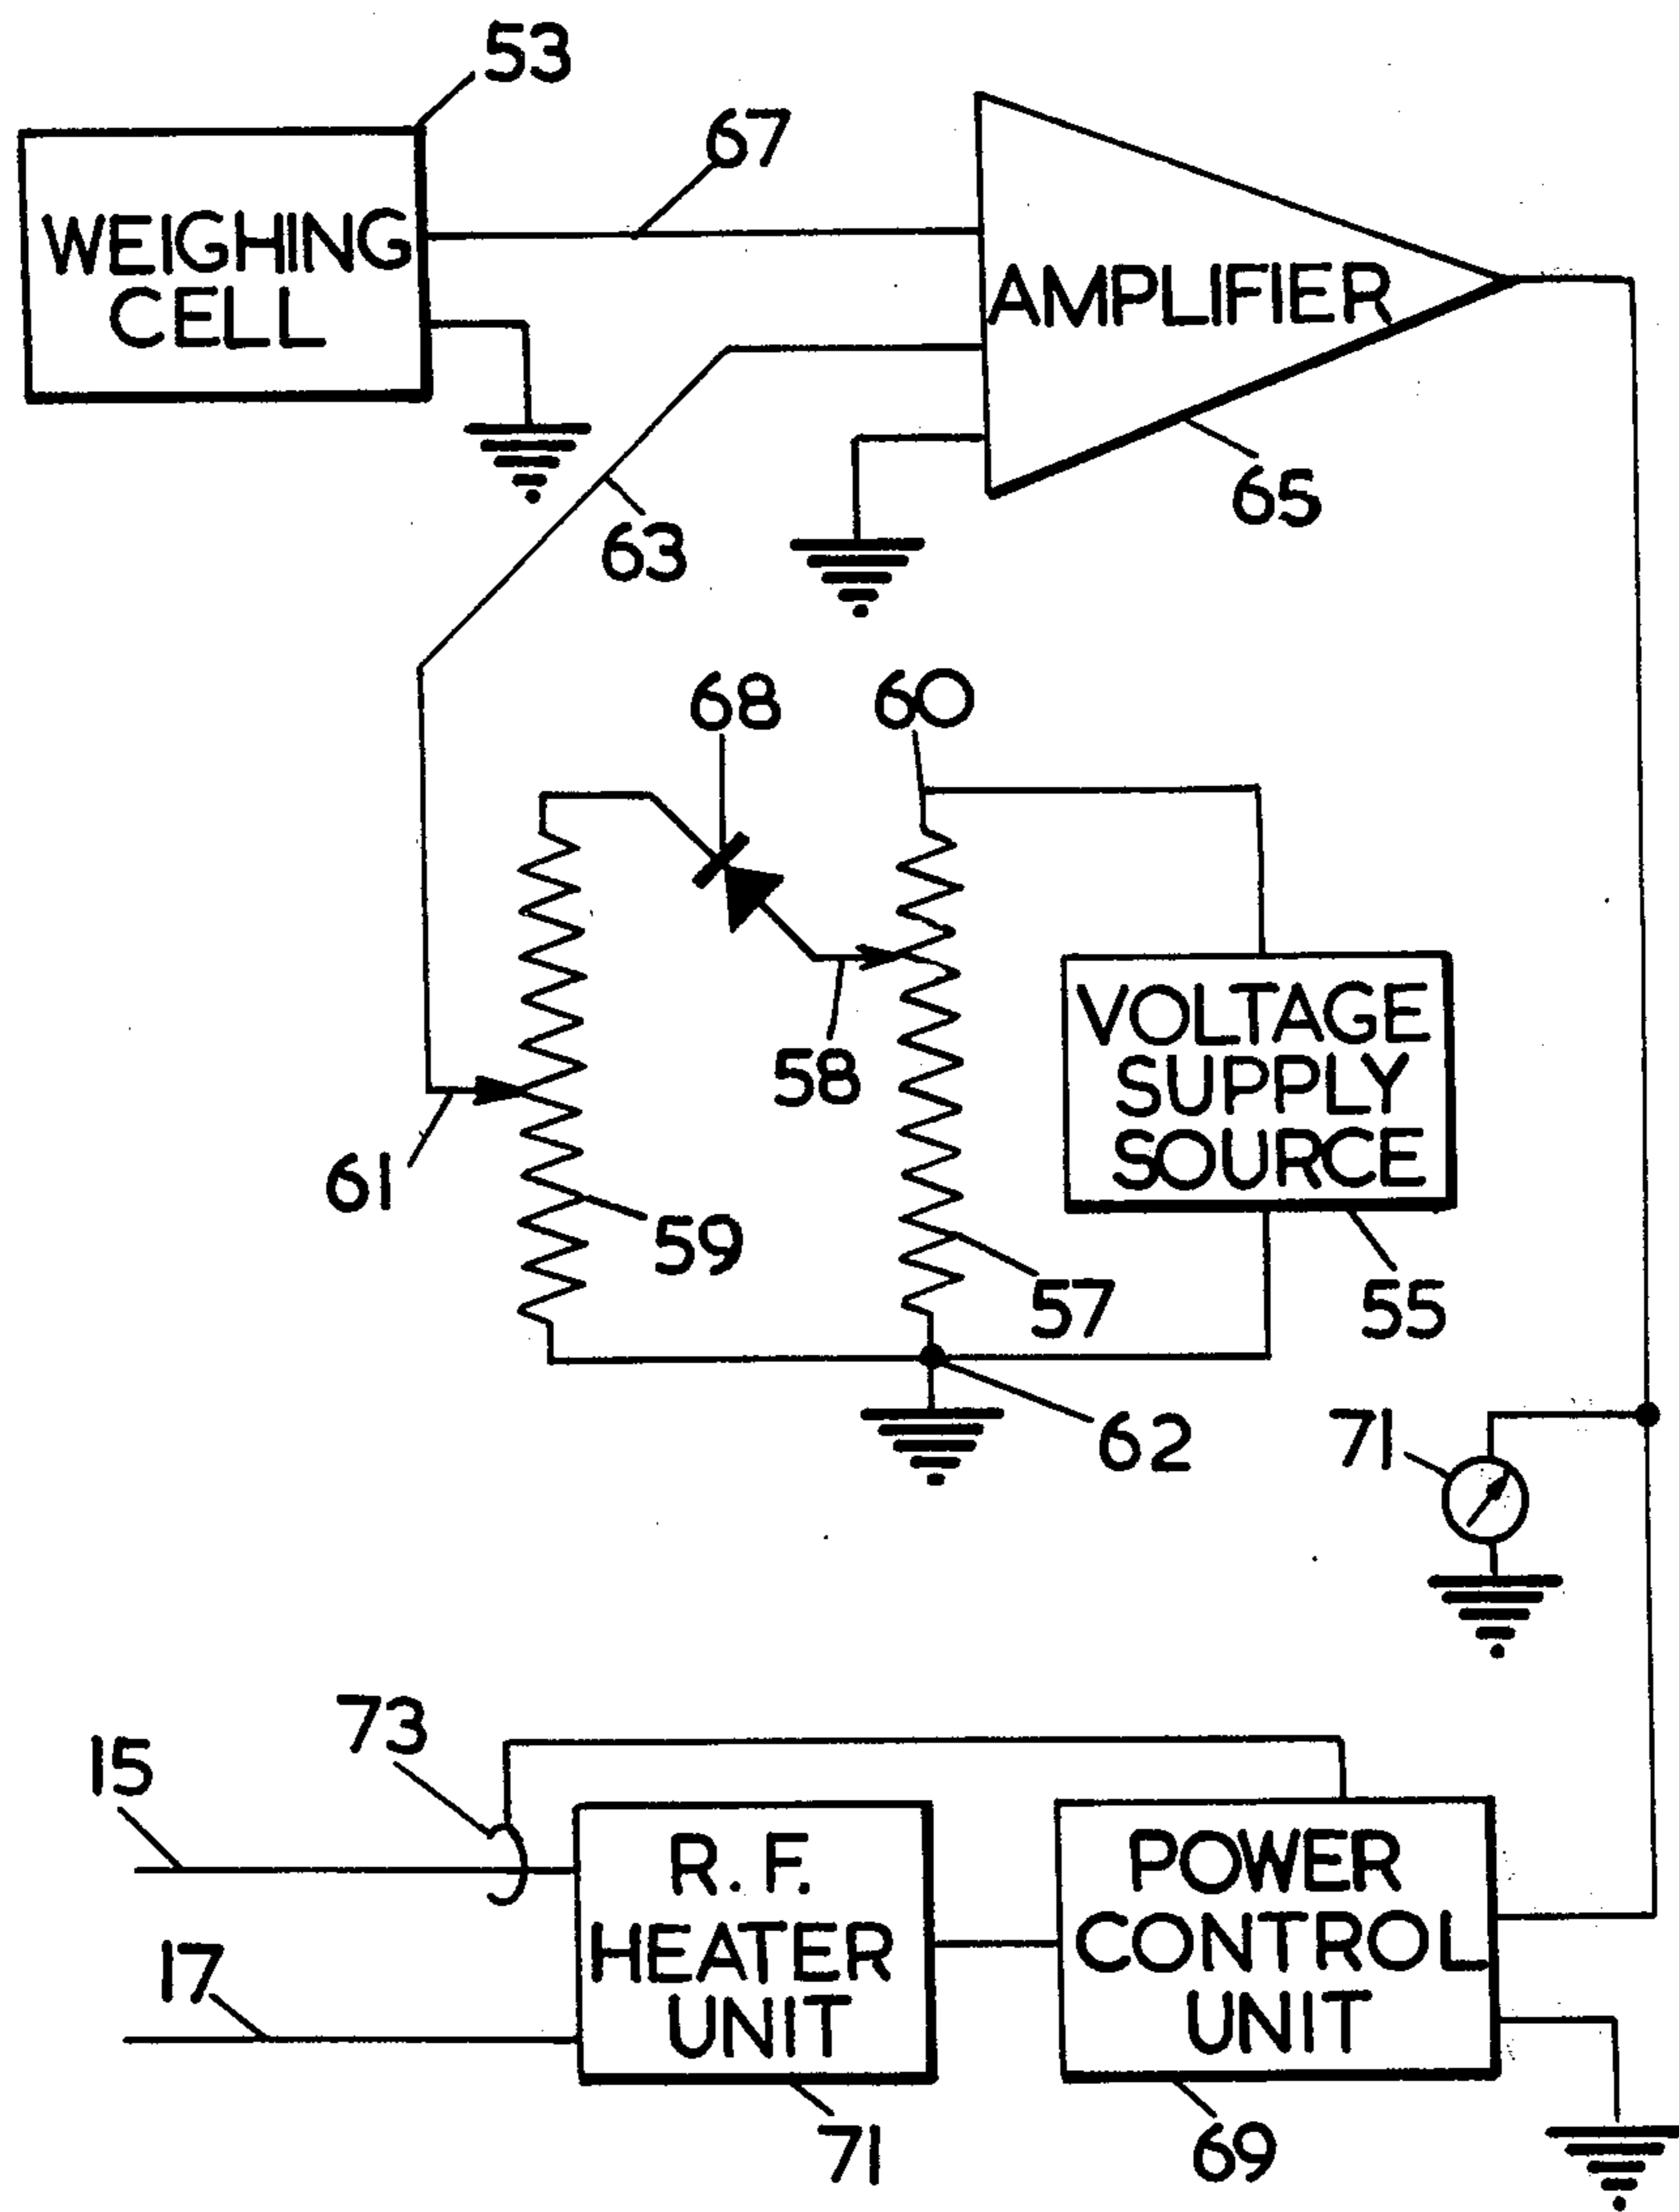 53
67
WEIGHING
CELL
AMPLIFIER
65
63
68
60
58
VOLTAGE
SUPPLY
SOURCE
61
59
57
55
62
71
73
15
R.F.
HEATER
UNIT
POWER
CONTROL
UNIT
17
71
69